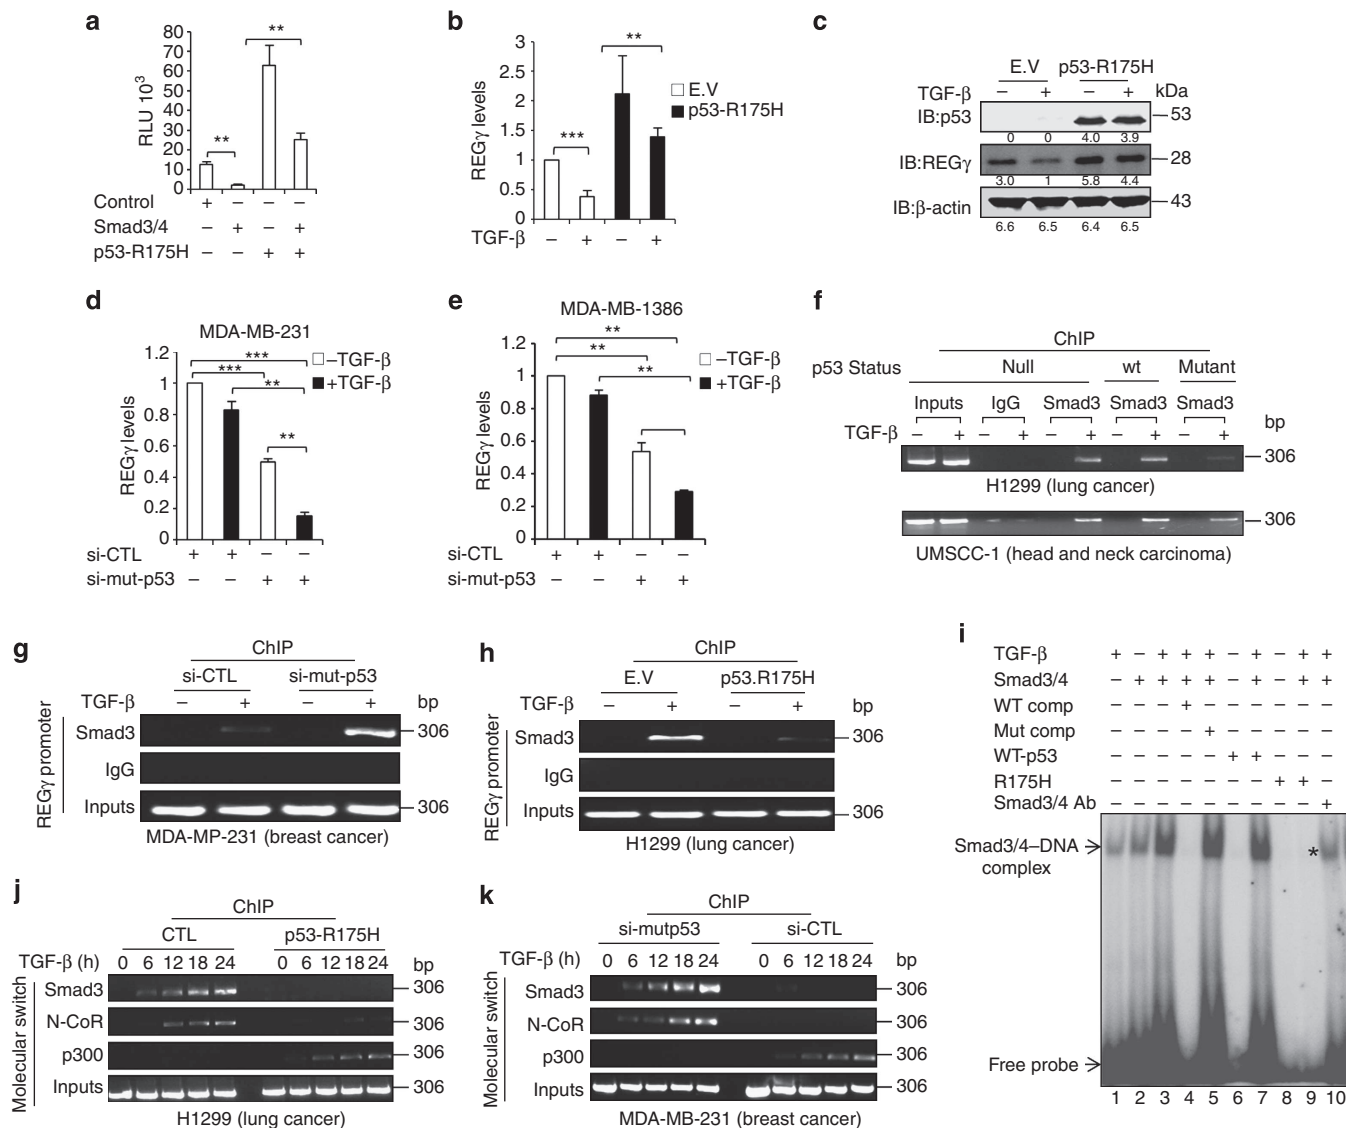 a
80
70
60
50
40
30
20
10
0
RLU 10³
**
**
Control + – – –
Smad3/4 – + – +
p53-R175H – – + +
b
3
2.5
2
1.5
1
0.5
0
REGγ levels
***
**
E.V
p53-R175H
TGF-β – + – +
c
E.V p53-R175H
TGF-β – + – + kDa
IB:p53 53
0 0 4.0 3.9
IB:REGγ 28
3.0 1 5.8 4.4
IB:β-actin 43
6.6 6.5 6.4 6.5
d
MDA-MB-231
1.2
1
0.8
0.6
0.4
0.2
0
REGγ levels
***
***
**
**
–TGF-β
+TGF-β
si-CTL + + – –
si-mut-p53 – – + +
e
MDA-MB-1386
1.2
1
0.8
0.6
0.4
0.2
0
REGγ levels
**
**
**
–TGF-β
+TGF-β
si-CTL + + – –
si-mut-p53 – – + +
f
ChIP
p53 Status Null wt Mutant
Inputs IgG Smad3 Smad3 Smad3
TGF-β – + – + – + – + – + bp
306
H1299 (lung cancer)
306
UMSCC-1 (head and neck carcinoma)
g
ChIP
si-CTL si-mut-p53
TGF-β – + – + bp
REGγ promoter
Smad3 306
IgG
Inputs 306
MDA-MP-231 (breast cancer)
h
ChIP
E.V p53.R175H
TGF-β – + – + bp
REGγ promoter
Smad3 306
IgG
Inputs 306
H1299 (lung cancer)
i
TGF-β + – + + + – + – + +
Smad3/4 – + + + + – + – + +
WT comp – – – + – – – – – –
Mut comp – – – – + – – – – –
WT-p53 – – – – – + + – – –
R175H – – – – – – – + + –
Smad3/4 Ab – – – – – – – – – +
Smad3/4–DNA
complex
*
Free probe
1 2 3 4 5 6 7 8 9 10
j
ChIP
CTL p53-R175H
TGF-β (h) 0 6 12 18 24 0 6 12 18 24 bp
Molecular switch
Smad3 306
N-CoR 306
p300 306
Inputs 306
H1299 (lung cancer)
k
ChIP
si-mutp53 si-CTL
TGF-β (h) 0 6 12 18 24 0 6 12 18 24 bp
Molecular switch
Smad3 306
N-CoR 306
p300 306
Inputs 306
MDA-MB-231 (breast cancer)